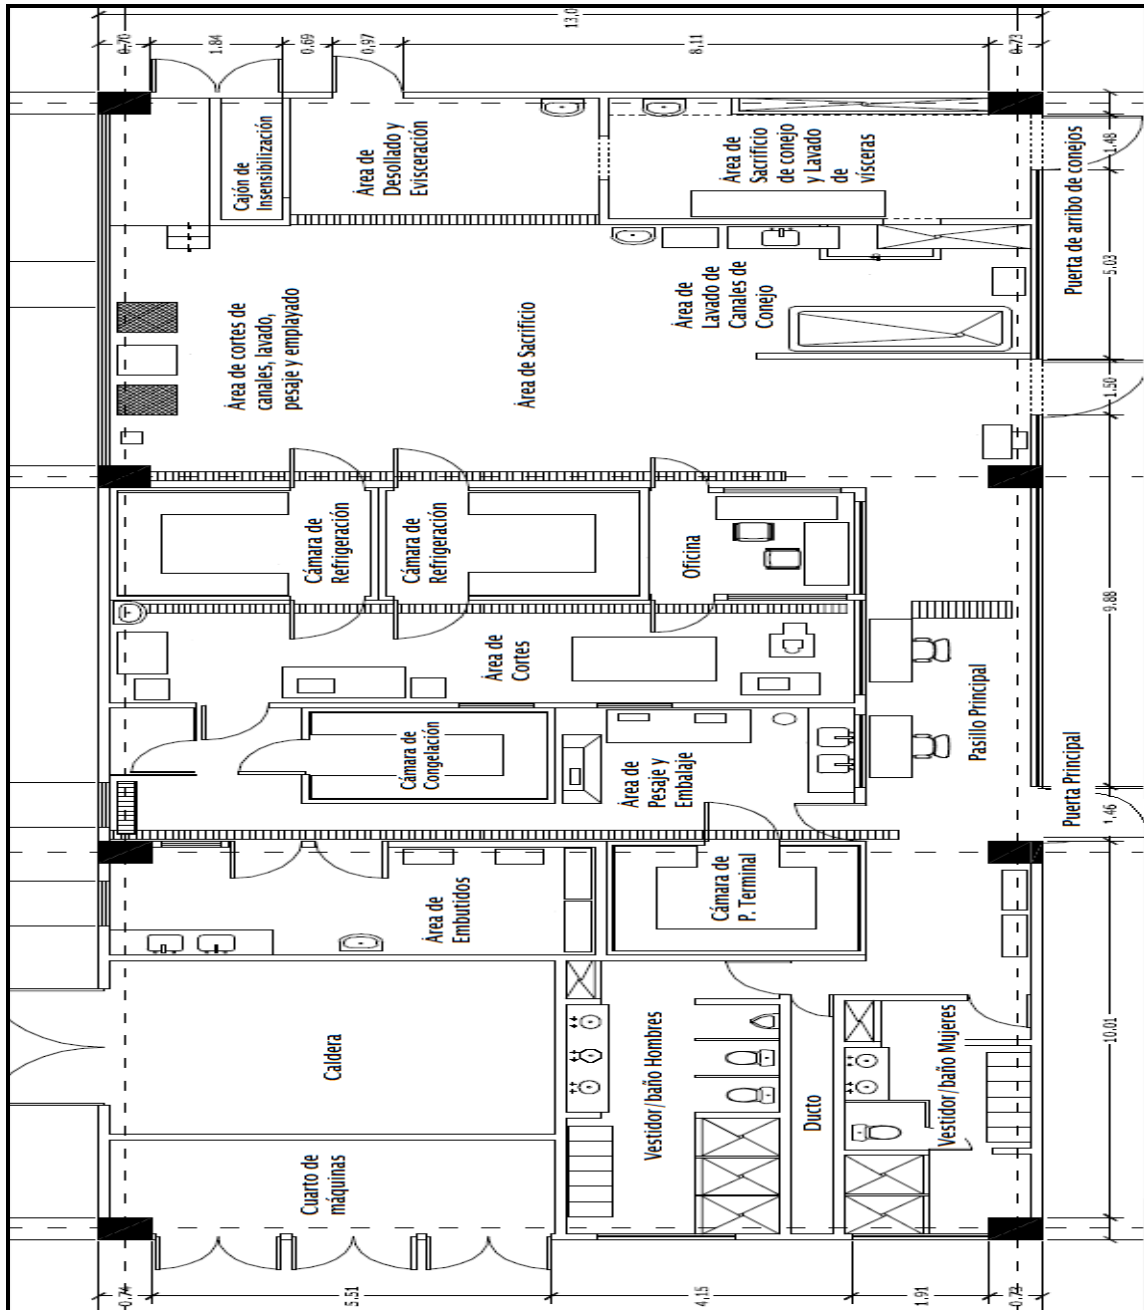 13.0
0.70
1.84
0.69
0.97
8.11
0.73
Cajón de
Insensibilización
Área de
Desollado y
Evisceración
Área de
Sacrificio
de conejo
y Lavado
de
vísceras
1.48
Puerta de arribo de conejos
5.03
Área de cortes de
canales, lavado,
pesaje y emplayado
Área de Sacrificio
Área de
Lavado de
Canales de
Conejo
1.50
Cámara de
Refrigeración
Cámara de
Refrigeración
Oficina
9.88
Área de
Cortes
Cámara de
Congelación
Área de
Pesaje y
Embalaje
Pasillo Principal
Puerta Principal
1.46
Área de
Embutidos
Cámara de
P. Terminal
Caldera
Vestidor/baño Hombres
Ducto
Vestidor/baño Mujeres
10.01
Cuarto de
máquinas
0.74
5.51
4.15
1.91
0.73